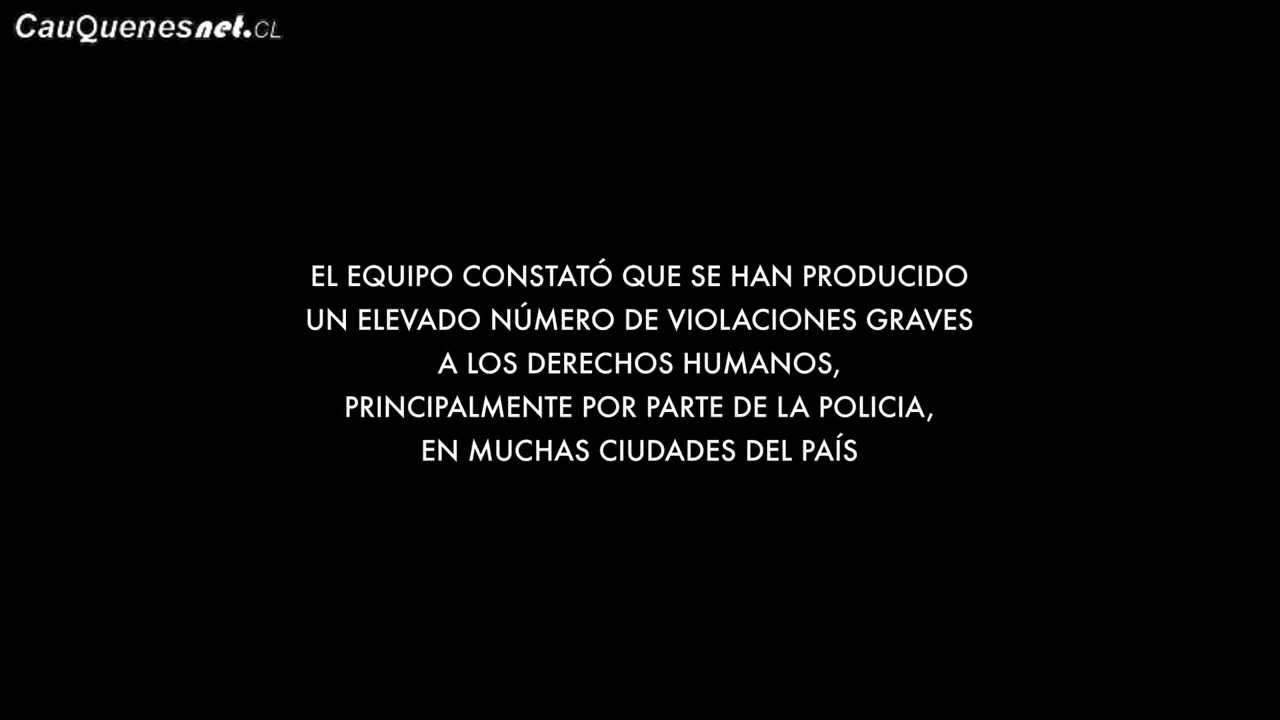 CauQuenesnet.CL
EL EQUIPO CONSTATÓ QUE SE HAN PRODUCIDO
UN ELEVADO NÚMERO DE VIOLACIONES GRAVES
A LOS DERECHOS HUMANOS,
PRINCIPALMENTE POR PARTE DE LA POLICIA,
EN MUCHAS CIUDADES DEL PAÍS